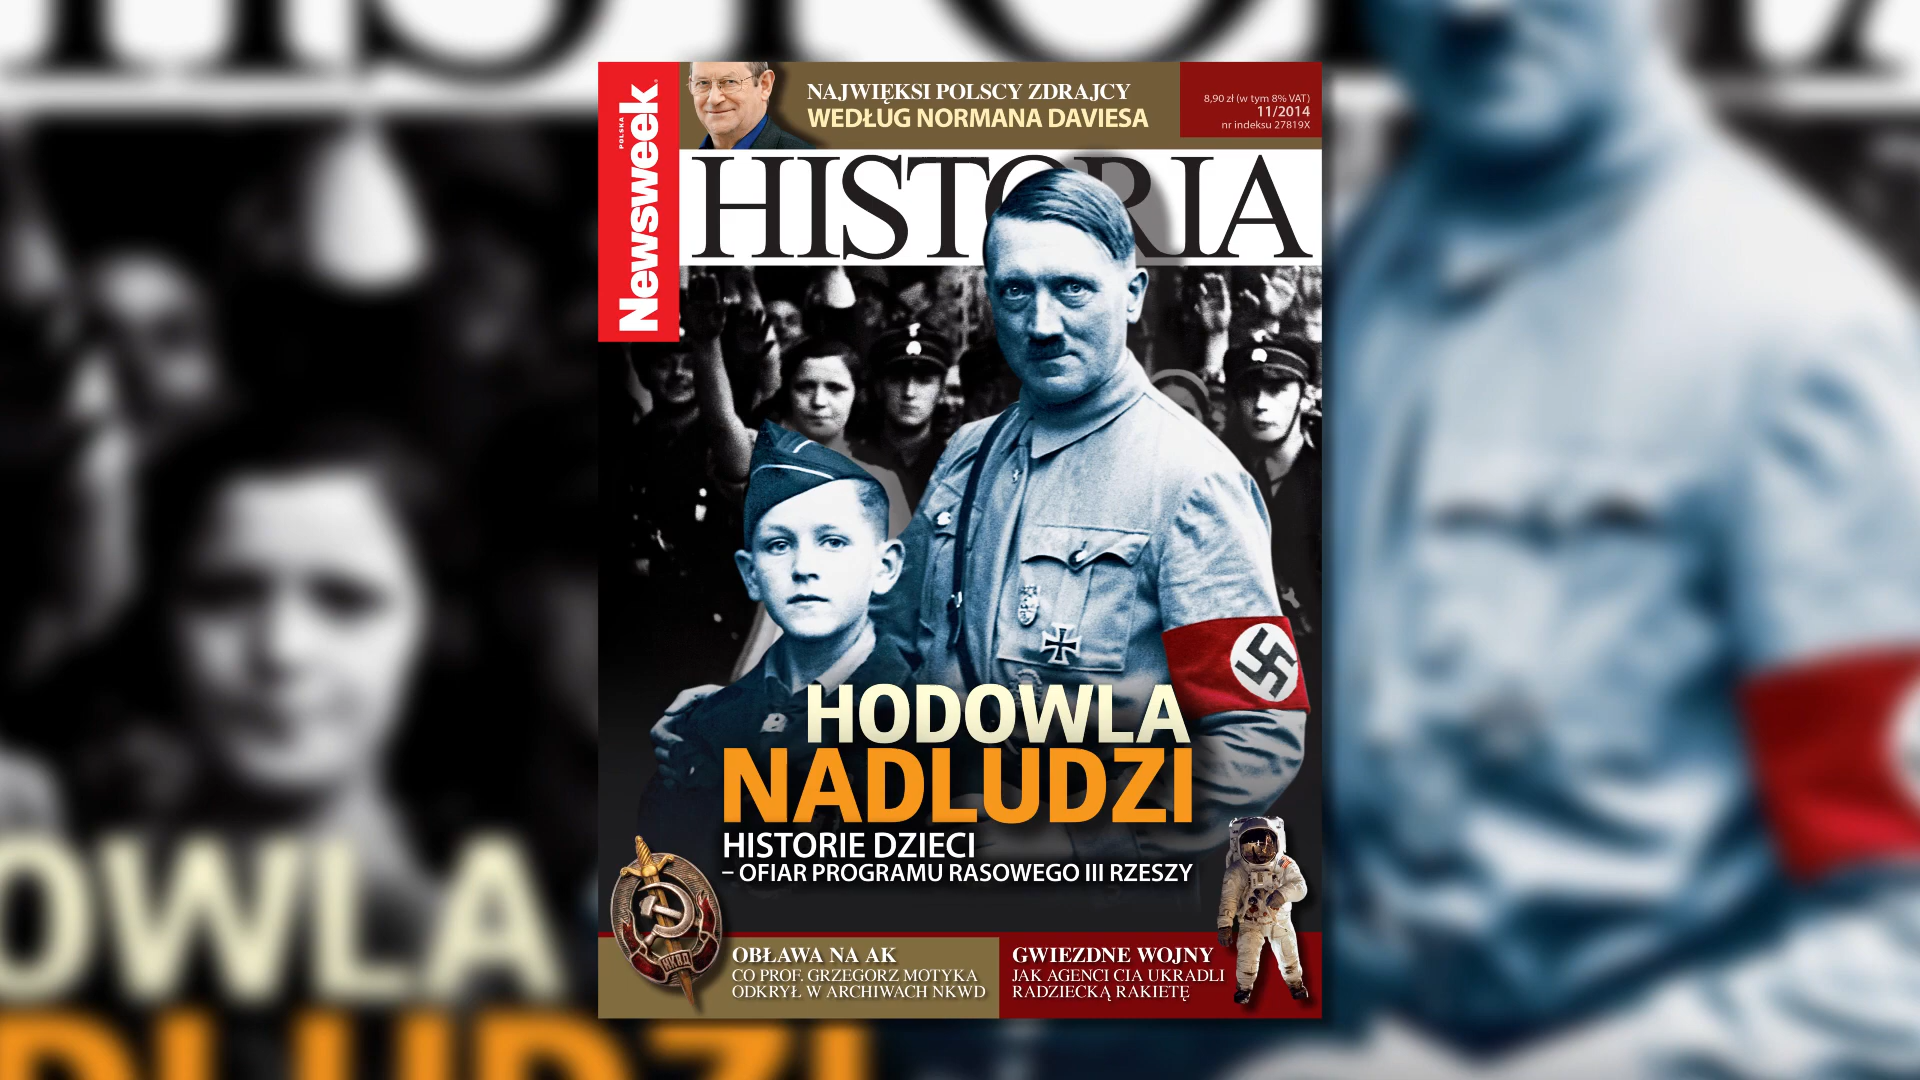 Newsweek
POLSKA
NAJWIĘKSI POLSCY ZDRAJCY
WEDŁUG NORMANA DAVIESA
8,90 zł (w tym 8% VAT)
11/2014
nr indeksu 27819X
HISTORIA
HODOWLA
NADLUDZI
HISTORIE DZIECI
– OFIAR PROGRAMU RASOWEGO III RZESZY
НКВД
OBŁAWA NA AK
CO PROF. GRZEGORZ MOTYKA
ODKRYŁ W ARCHIWACH NKWD
GWIEZDNE WOJNY
JAK AGENCI CIA UKRADLI
RADZIECKĄ RAKIETĘ